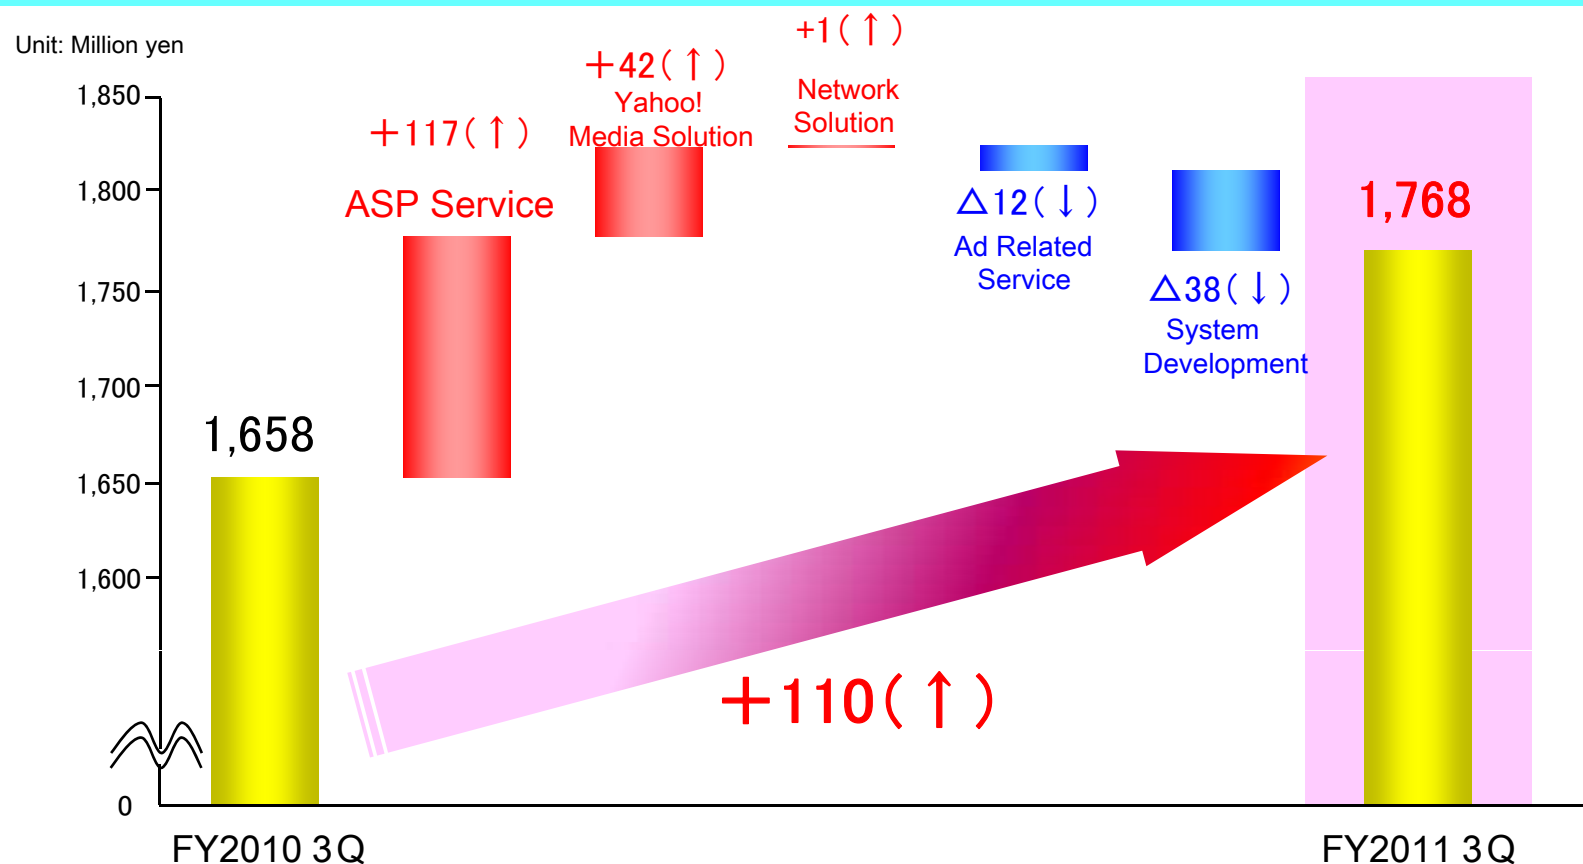 Unit: Million yen
1,850
1,800
1,750
1,700
1,650
1,600
0
1,658
+117(↑)
ASP Service
+42(↑)
Yahoo!
Media Solution
+1(↑)
Network
Solution
△12(↓)
Ad Related
Service
△38(↓)
System
Development
1,768
+110(↑)
FY2010 3Q
FY2011 3Q